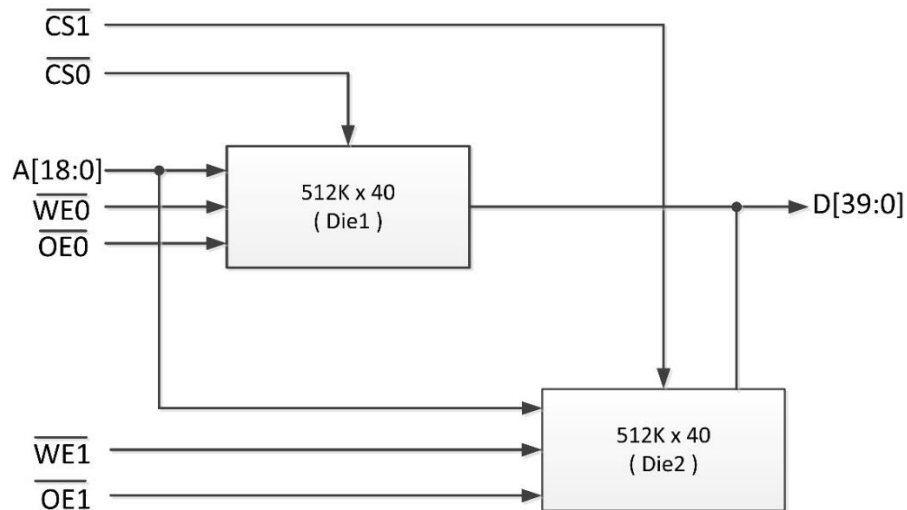 CS1
CS0
A[18:0]
WE0
OE0
512K x 40
( Die1 )
D[39:0]
512K x 40
( Die2 )
WE1
OE1